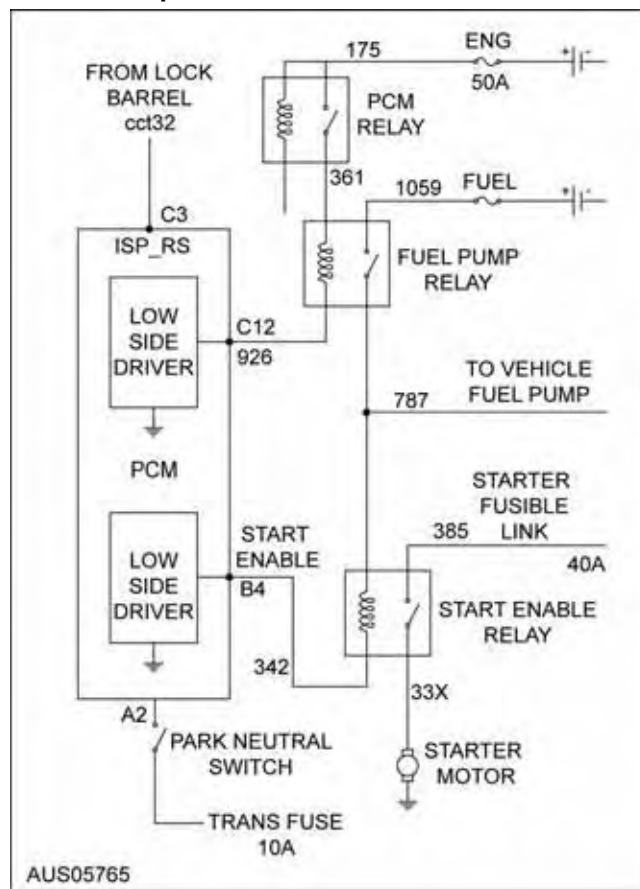 175
ENG
50A
FROM LOCK
BARREL
cct32
PCM
RELAY
361
1059
FUEL
C3
ISP_RS
FUEL PUMP
RELAY
LOW
SIDE
DRIVER
C12
926
TO VEHICLE
FUEL PUMP
787
PCM
STARTER
FUSIBLE
LINK
385
40A
START
ENABLE
LOW
SIDE
DRIVER
B4
START ENABLE
RELAY
342
33X
A2
PARK NEUTRAL
SWITCH
STARTER
MOTOR
TRANS FUSE
10A
AUS05765